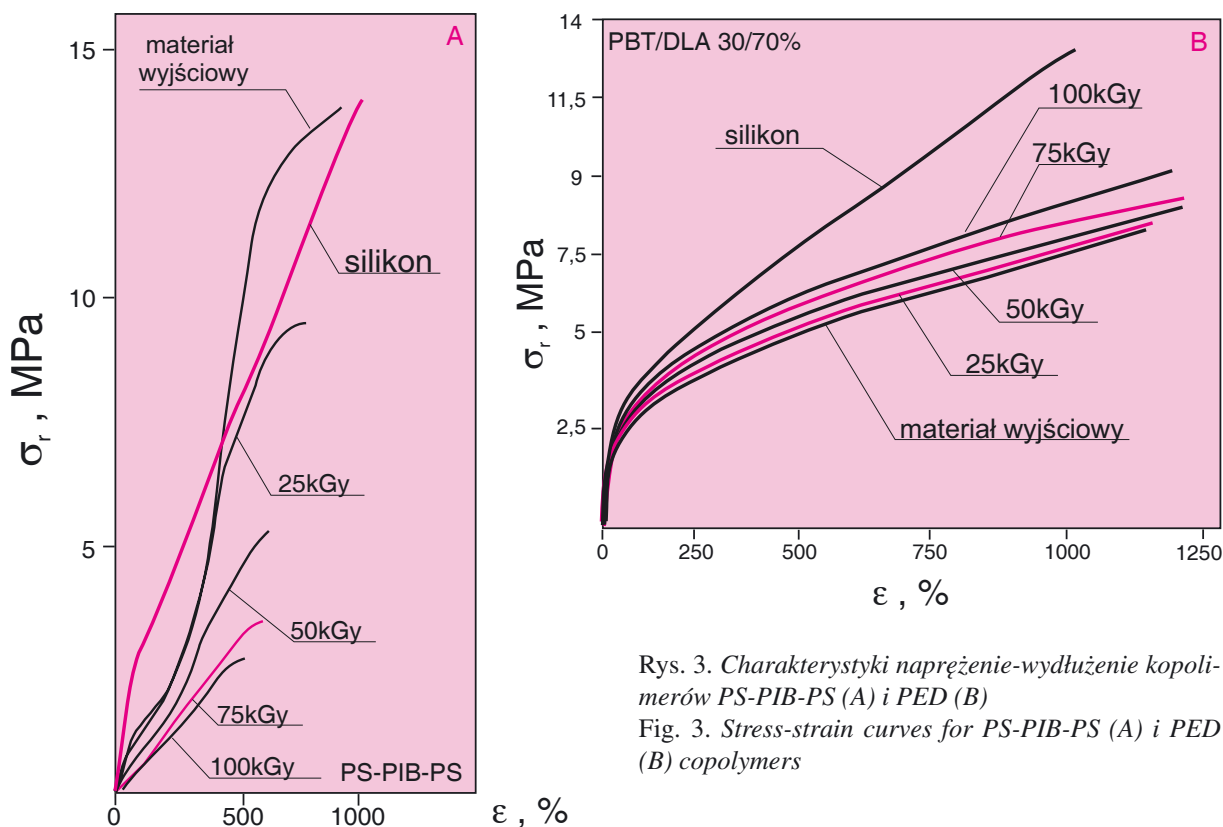 A
materiał
wyjściowy
silikon
25kGy
50kGy
75kGy
100kGy
PS-PIB-PS
15
10
5
0
500
1000
σr , MPa
ε , %
PBT/DLA 30/70%
B
silikon
100kGy
75kGy
50kGy
25kGy
materiał wyjściowy
14
11,5
9
7,5
5
2,5
0
250
500
750
1000
1250
σr , MPa
ε , %
Rys. 3. Charakterystyki naprężenie-wydłużenie kopoli-
merów PS-PIB-PS (A) i PED (B)
Fig. 3. Stress-strain curves for PS-PIB-PS (A) i PED
(B) copolymers